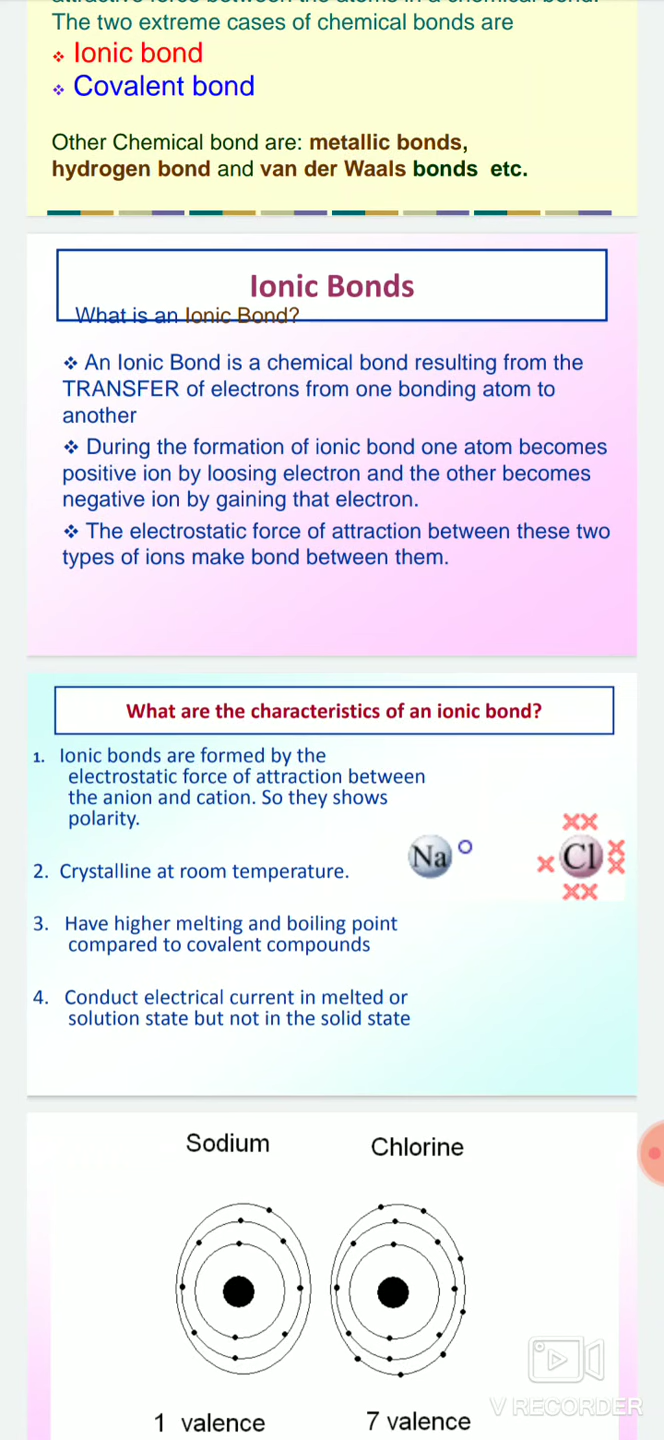 The two extreme cases of chemical bonds are
❖ Ionic bond
❖ Covalent bond
Other Chemical bond are: metallic bonds,
hydrogen bond and van der Waals bonds etc.
Ionic Bonds
What is an Ionic Bond?
❖ An Ionic Bond is a chemical bond resulting from the
TRANSFER of electrons from one bonding atom to
another
❖ During the formation of ionic bond one atom becomes
positive ion by loosing electron and the other becomes
negative ion by gaining that electron.
❖ The electrostatic force of attraction between these two
types of ions make bond between them.
What are the characteristics of an ionic bond?
1. Ionic bonds are formed by the
electrostatic force of attraction between
the anion and cation. So they shows
polarity.
Na
Cl
2. Crystalline at room temperature.
3. Have higher melting and boiling point
compared to covalent compounds
4. Conduct electrical current in melted or
solution state but not in the solid state
Sodium Chlorine
1 valence 7 valence
V RECORDER